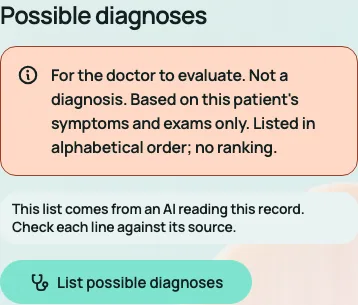 Possible diagnoses
For the doctor to evaluate. Not a
diagnosis. Based on this patient's
symptoms and exams only. Listed in
alphabetical order; no ranking.
This list comes from an AI reading this record.
Check each line against its source.
List possible diagnoses